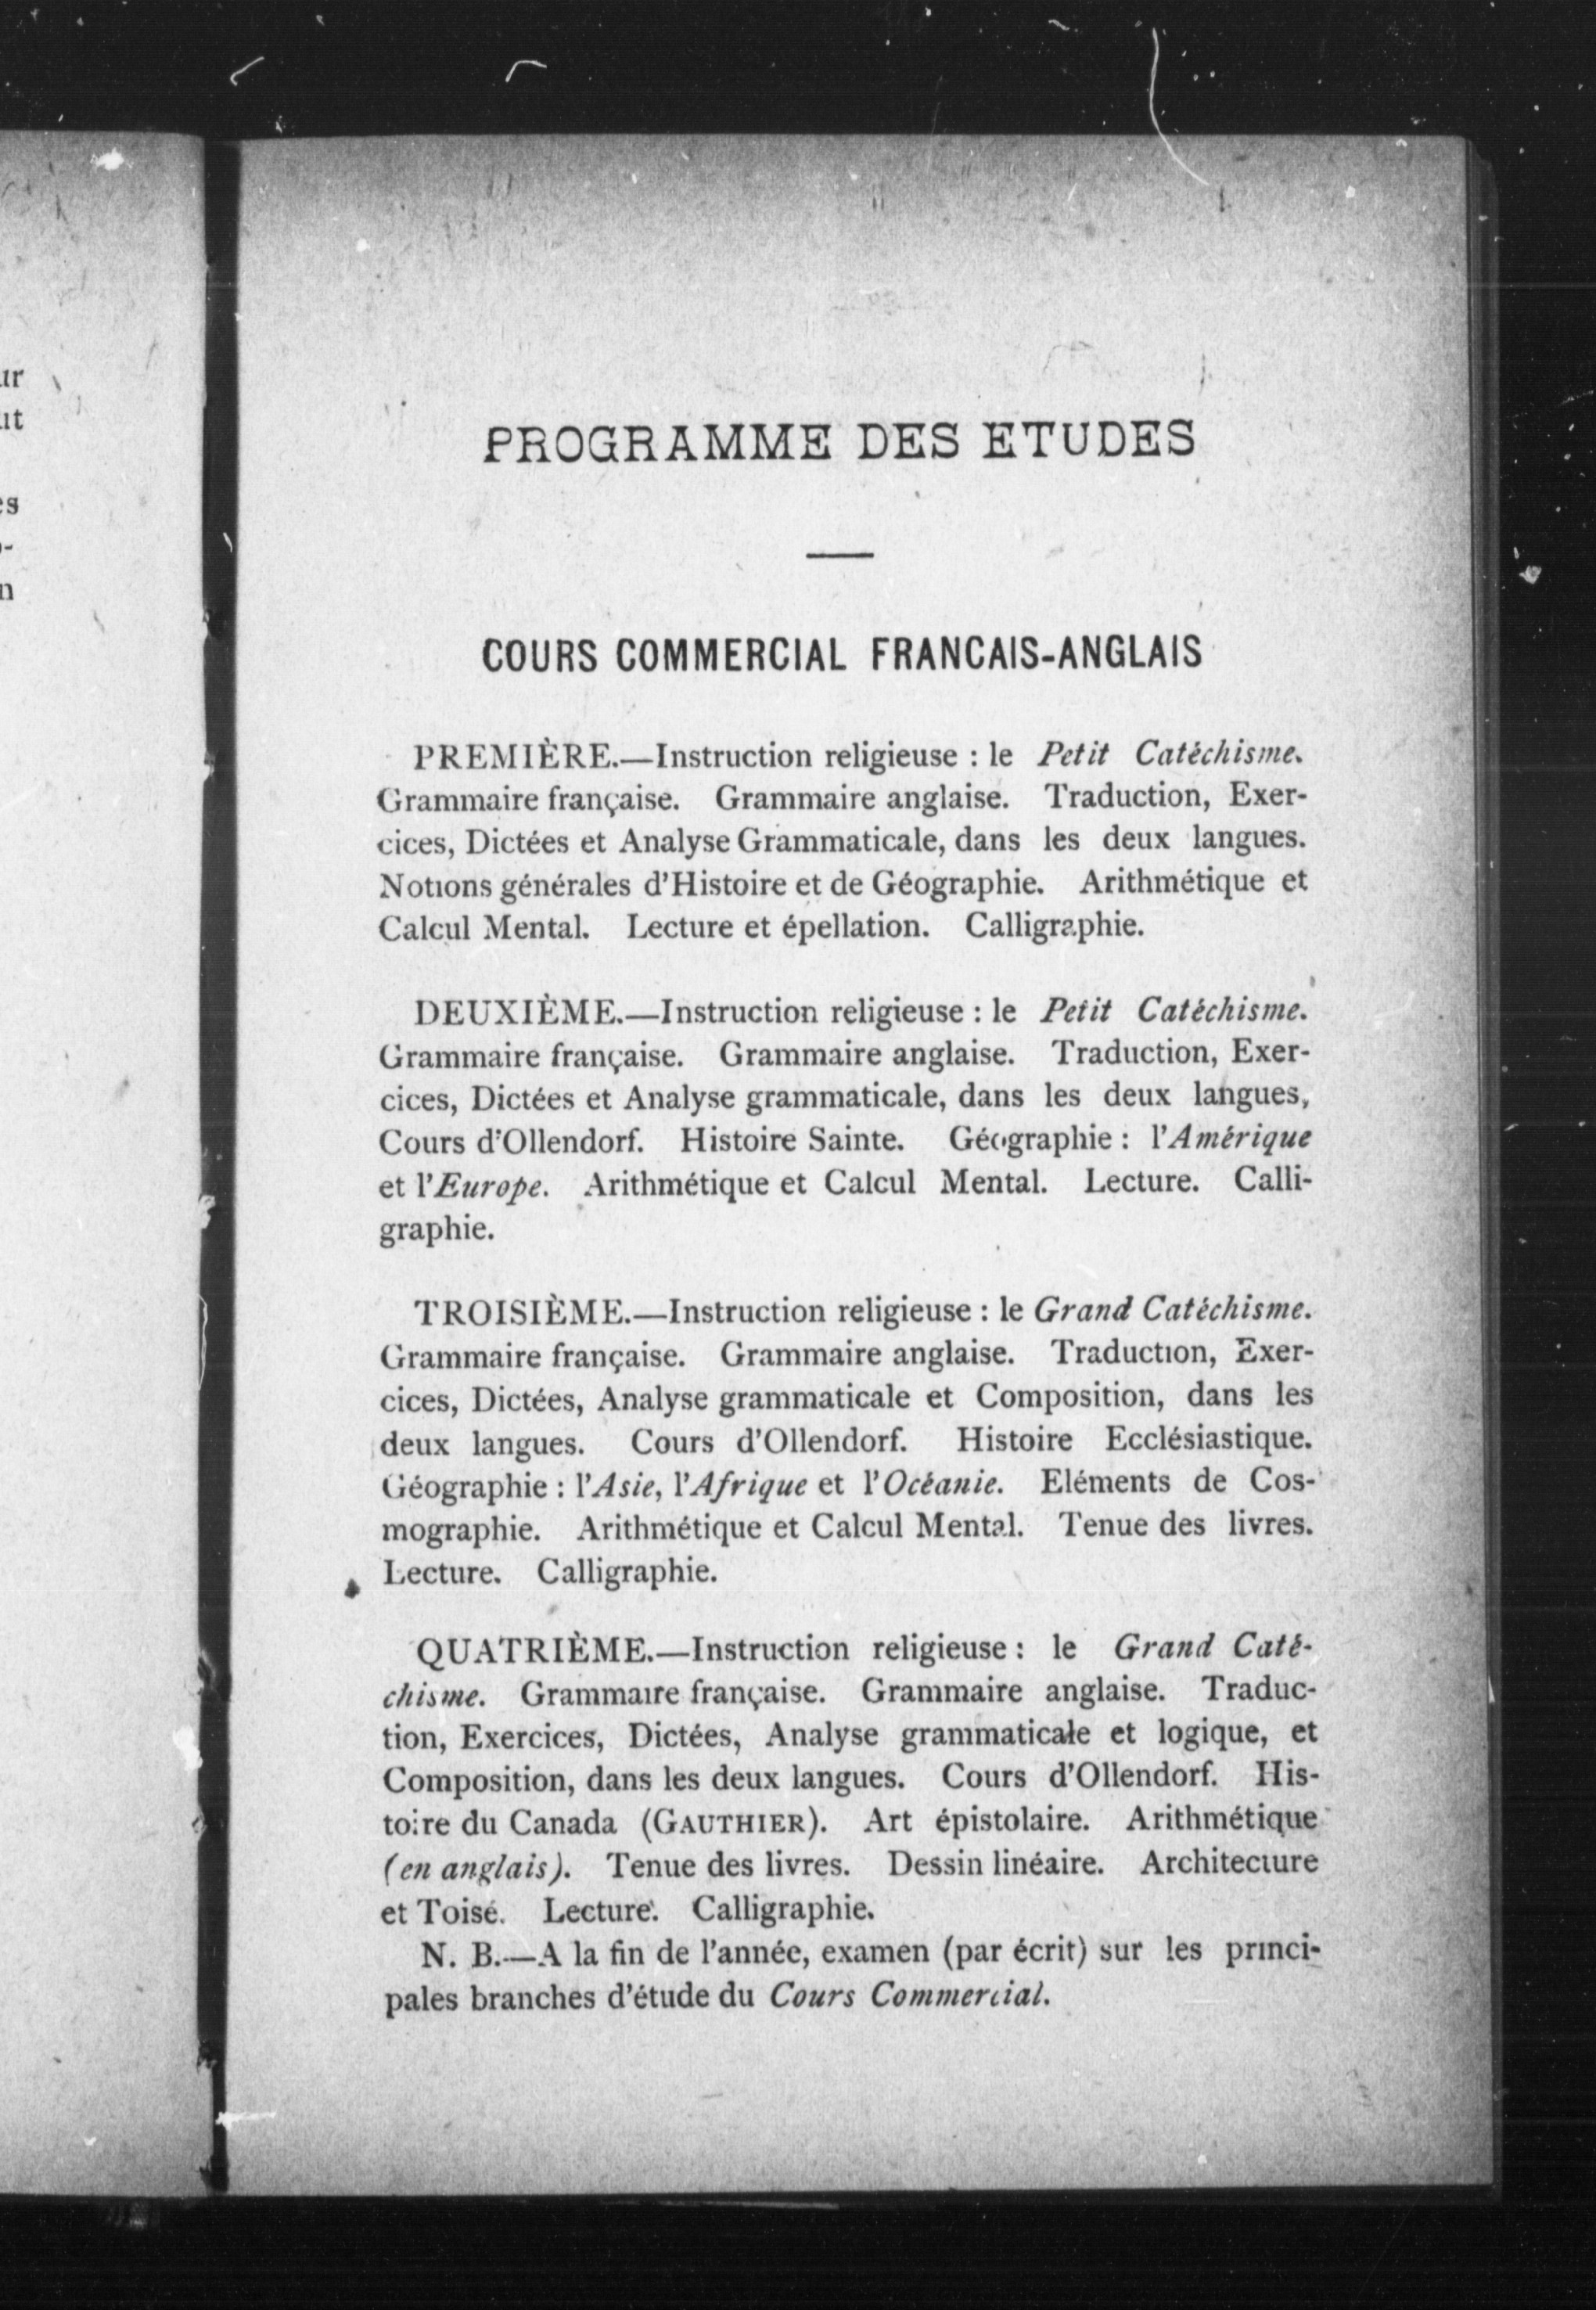 PROGRAMME DES ETUDES
COURS COMMERCIAL FRANCAIS-ANGLAIS
PREMIÈRE.—Instruction religieuse : le Petit Catéchisme.
Grammaire française. Grammaire anglaise. Traduction, Exer-
cices, Dictées et Analyse Grammaticale, dans les deux langues.
Notions générales d'Histoire et de Géographie. Arithmétique et
Calcul Mental. Lecture et épellation. Calligraphie.
DEUXIÈME.—Instruction religieuse : le Petit Catéchisme.
Grammaire française. Grammaire anglaise. Traduction, Exer-
cices, Dictées et Analyse grammaticale, dans les deux langues,
Cours d'Ollendorf. Histoire Sainte. Géographie : l'Amérique
et l'Europe. Arithmétique et Calcul Mental. Lecture. Calli-
graphie.
TROISIÈME.—Instruction religieuse : le Grand Catéchisme.
Grammaire française. Grammaire anglaise. Traduction, Exer-
cices, Dictées, Analyse grammaticale et Composition, dans les
deux langues. Cours d'Ollendorf. Histoire Ecclésiastique.
Géographie : l'Asie, l'Afrique et l'Océanie. Eléments de Cos-
mographie. Arithmétique et Calcul Mental. Tenue des livres.
Lecture. Calligraphie.
QUATRIÈME.—Instruction religieuse : le Grand Caté-
chisme. Grammaire française. Grammaire anglaise. Traduc-
tion, Exercices, Dictées, Analyse grammaticale et logique, et
Composition, dans les deux langues. Cours d'Ollendorf. His-
toire du Canada (GAUTHIER). Art épistolaire. Arithmétique
(en anglais). Tenue des livres. Dessin linéaire. Architecture
et Toisé. Lecture. Calligraphie.
N. B.—A la fin de l'année, examen (par écrit) sur les princi-
pales branches d'étude du Cours Commercial.